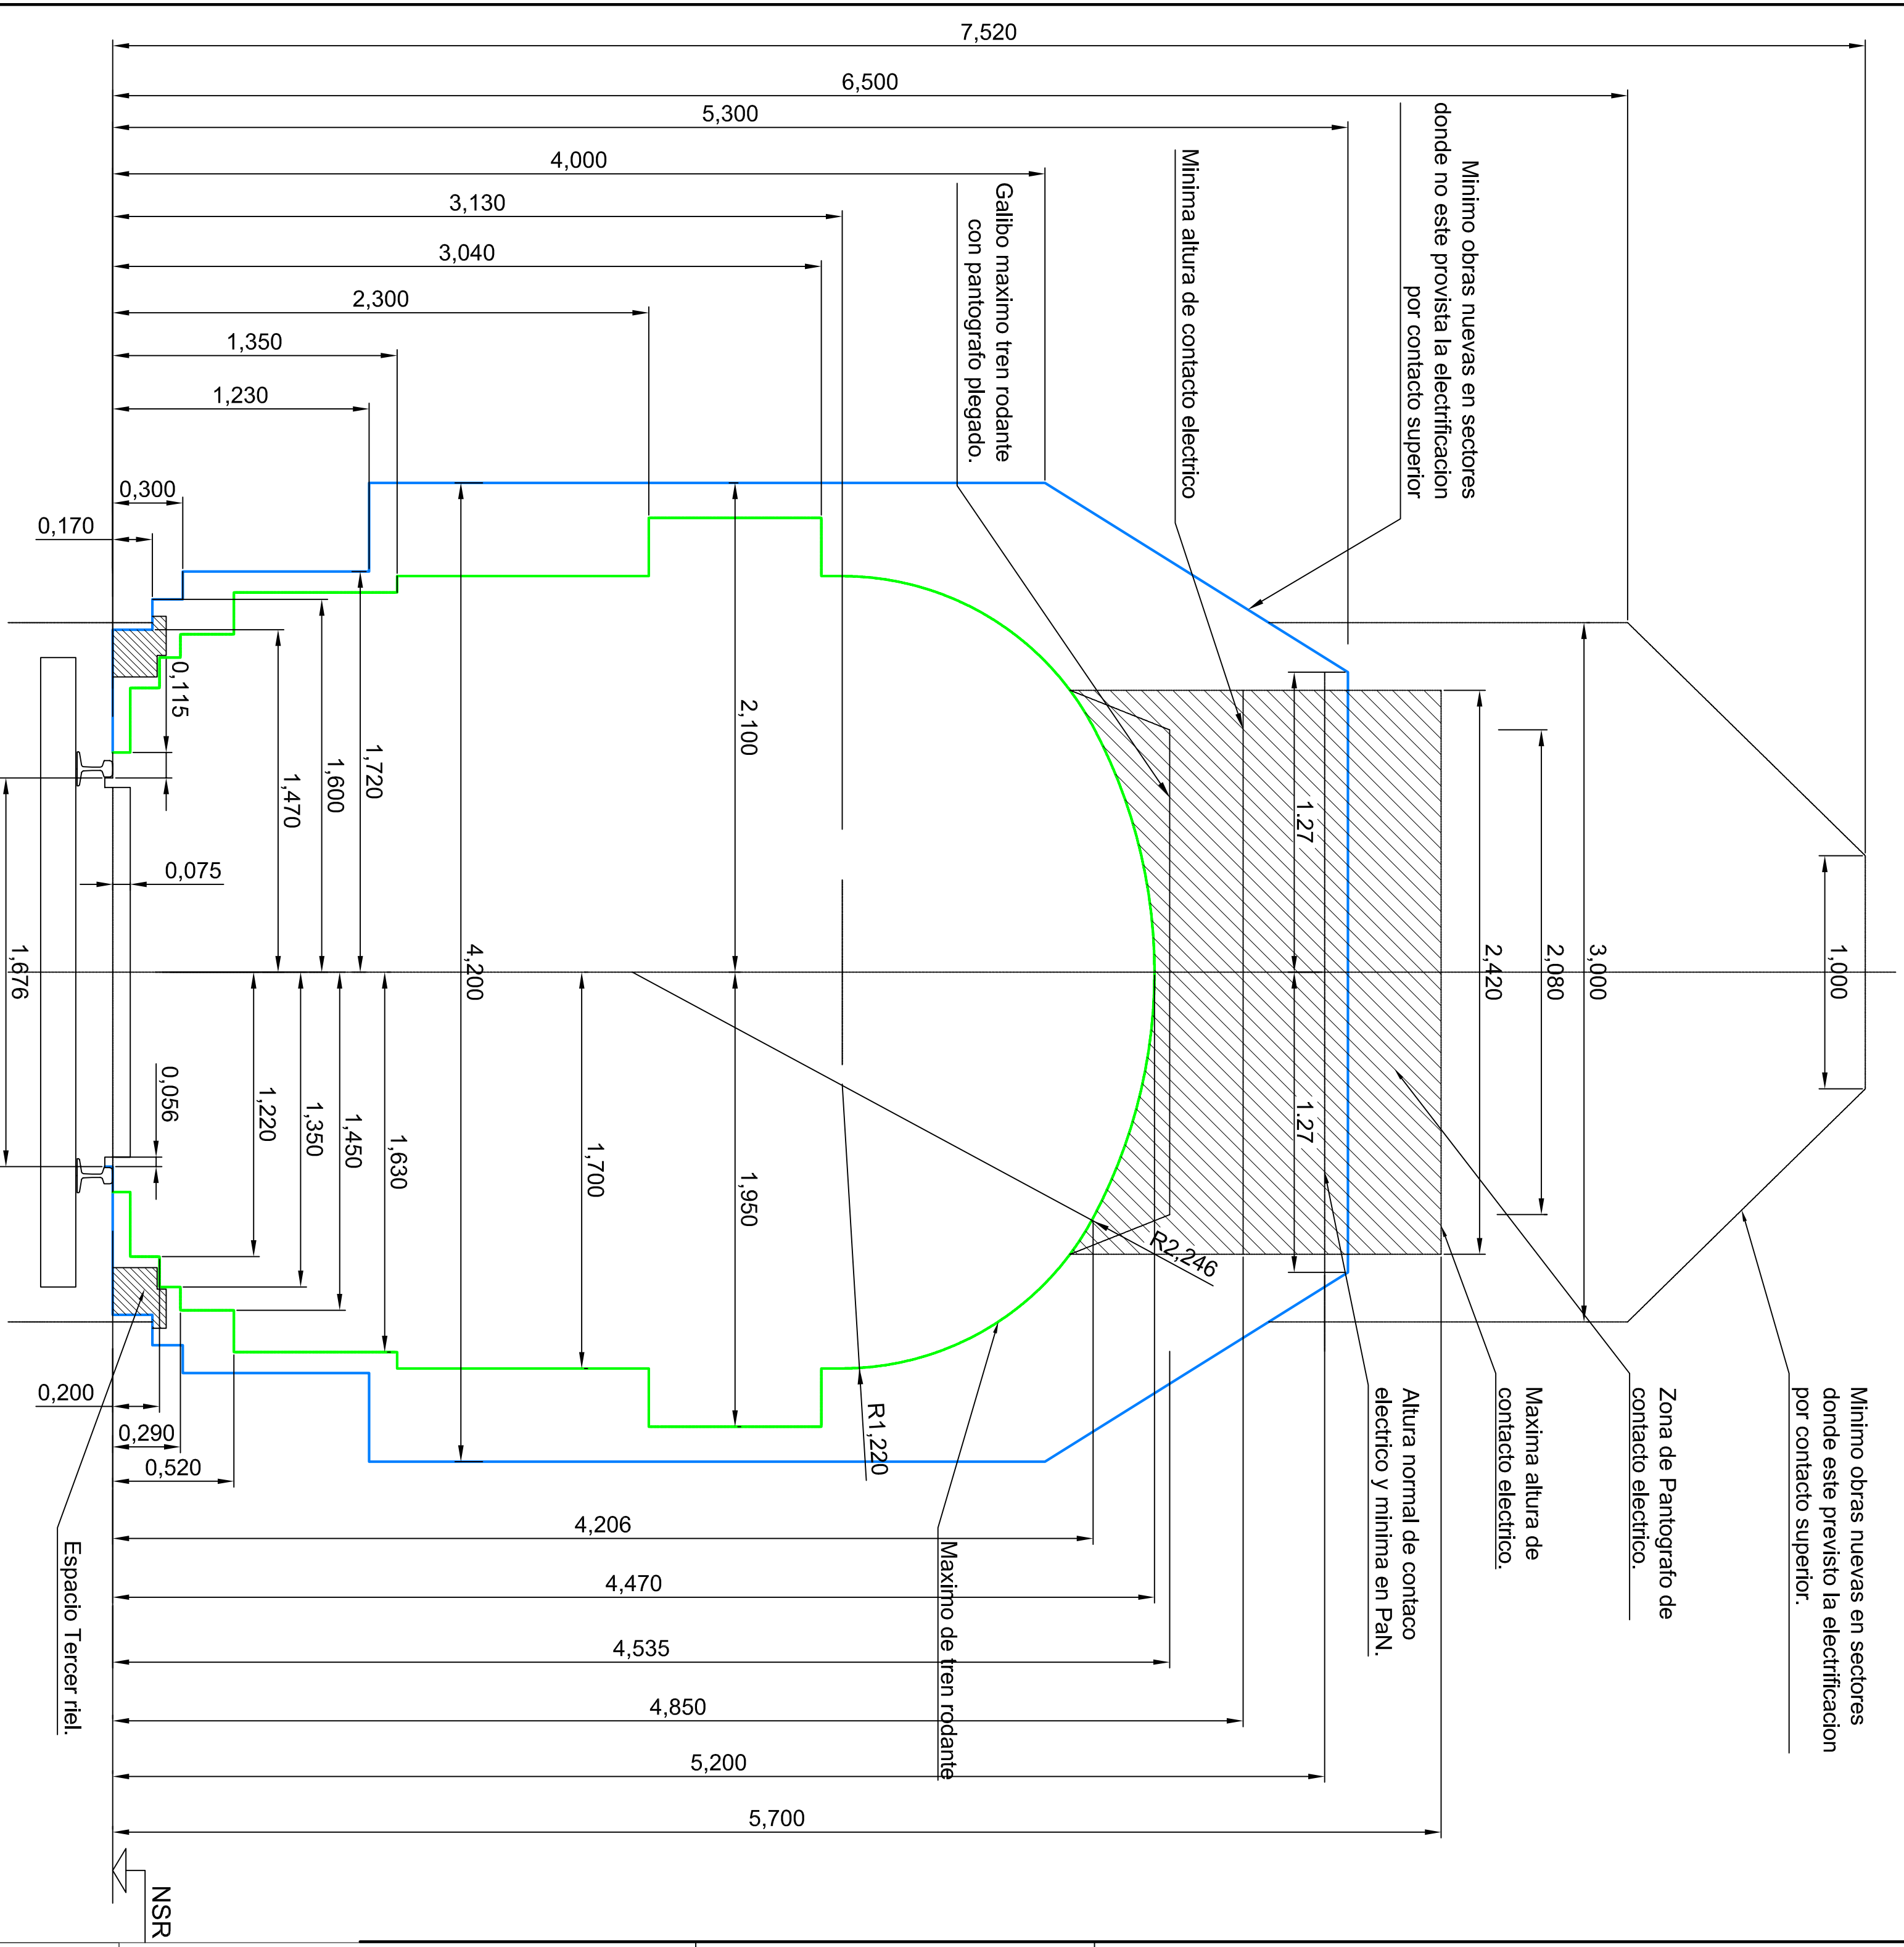 7,520
6,500
5,300
4,000
3,130
3,040
2,300
1,350
1,230
0,300
0,170
Minimo obras nuevas en sectores
donde no este provista la electrificacion
por contacto superior
Minima altura de contacto electrico
Galibo maximo tren rodante
con pantografo plegado.
0,115
1,720
1,600
1,470
2,100
1.27
0,075
1,676
4,200
2,420
2,080
3,000
1,000
0,056
1,220
1,350
1,450
1,630
1,700
1,950
1.27
R2,246
R1,220
0,200
0,290
0,520
Minimo obras nuevas en sectores
donde este previsto la electrificacion
por contacto superior.
Zona de Pantografo de
contacto electrico.
Maxima altura de
contacto electrico.
Altura normal de contaco
electrico y minima en PaN.
Maximo de tren rodante
Espacio Tercer riel.
4,206
4,470
4,535
4,850
5,200
5,700
NSR